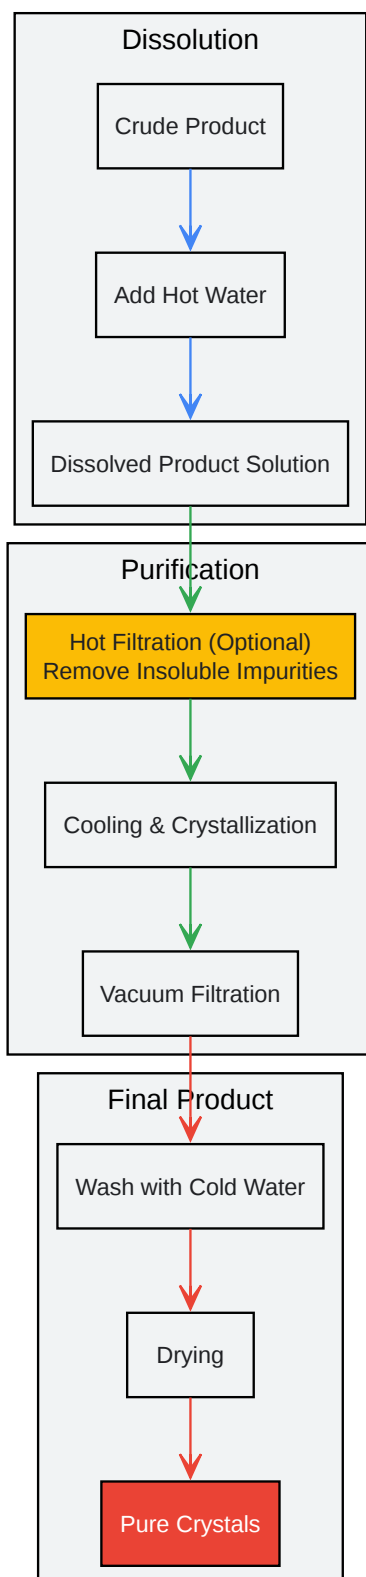 Dissolution
Crude Product
Add Hot Water
Dissolved Product Solution
Purification
Hot Filtration (Optional)
Remove Insoluble Impurities
Cooling & Crystallization
Vacuum Filtration
Final Product
Wash with Cold Water
Drying
Pure Crystals